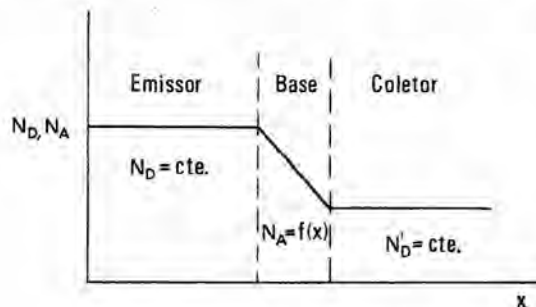 Emissor Base Coletor
N_D, N_A
N_D = cte.
N_A = f(x)
N'_D = cte.
x